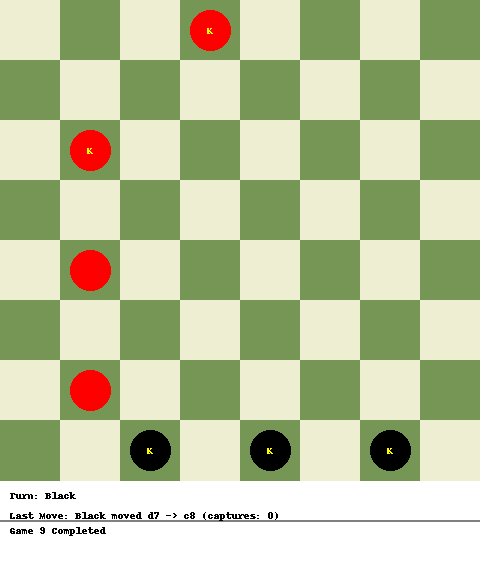 K
K
K K K
Turn: Black
Last Move: Black moved d7 -> c8 (captures: 0)
Game 9 Completed